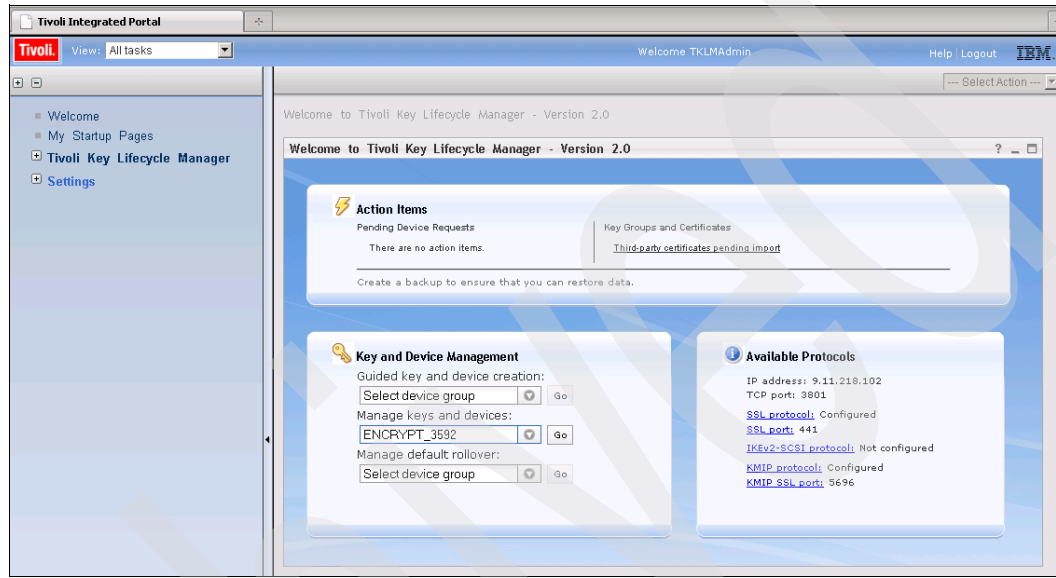 Tivoli Integrated Portal
Tivoli. View: All tasks Welcome TKLMAdmin Help Logout IBM.
--- Select Action ---
Welcome
My Startup Pages
Tivoli Key Lifecycle Manager
Settings
Welcome to Tivoli Key Lifecycle Manager - Version 2.0
Welcome to Tivoli Key Lifecycle Manager - Version 2.0
Action Items
Pending Device Requests
There are no action items.
Key Groups and Certificates
Third-party certificates pending import
Create a backup to ensure that you can restore data.
Key and Device Management
Guided key and device creation:
Select device group Go
Manage keys and devices:
ENCRYPT_3592 Go
Manage default rollover:
Select device group Go
Available Protocols
IP address: 9.11.218.102
TCP port: 3801
SSL protocol: Configured
SSL port: 441
IKEv2-SCSI protocol: Not configured
KMIP protocol: Configured
KMIP SSL port: 5696